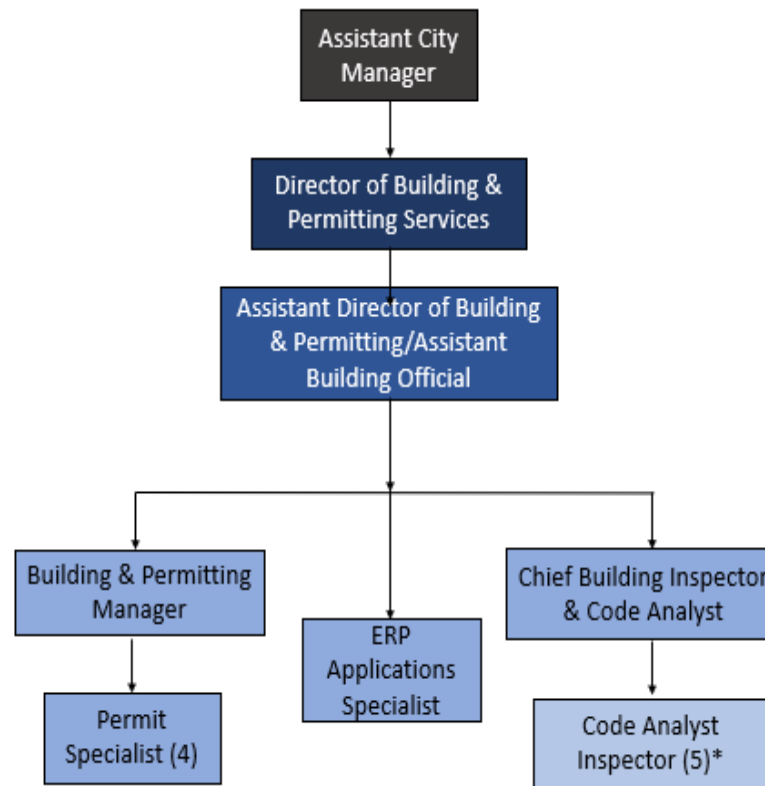 Assistant City
Manager
Director of Building &
Permitting Services
Assistant Director of Building
& Permitting/Assistant
Building Official
Building & Permitting
Manager
ERP
Applications
Specialist
Chief Building Inspector
& Code Analyst
Permit
Specialist (4)
Code Analyst
Inspector (5)*